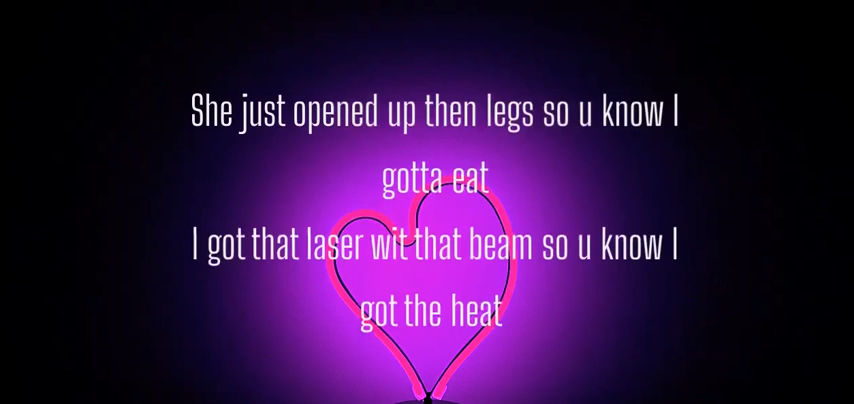 She just opened up then legs so u know I
gotta eat
I got that laser wit that beam so u know I
got the heat